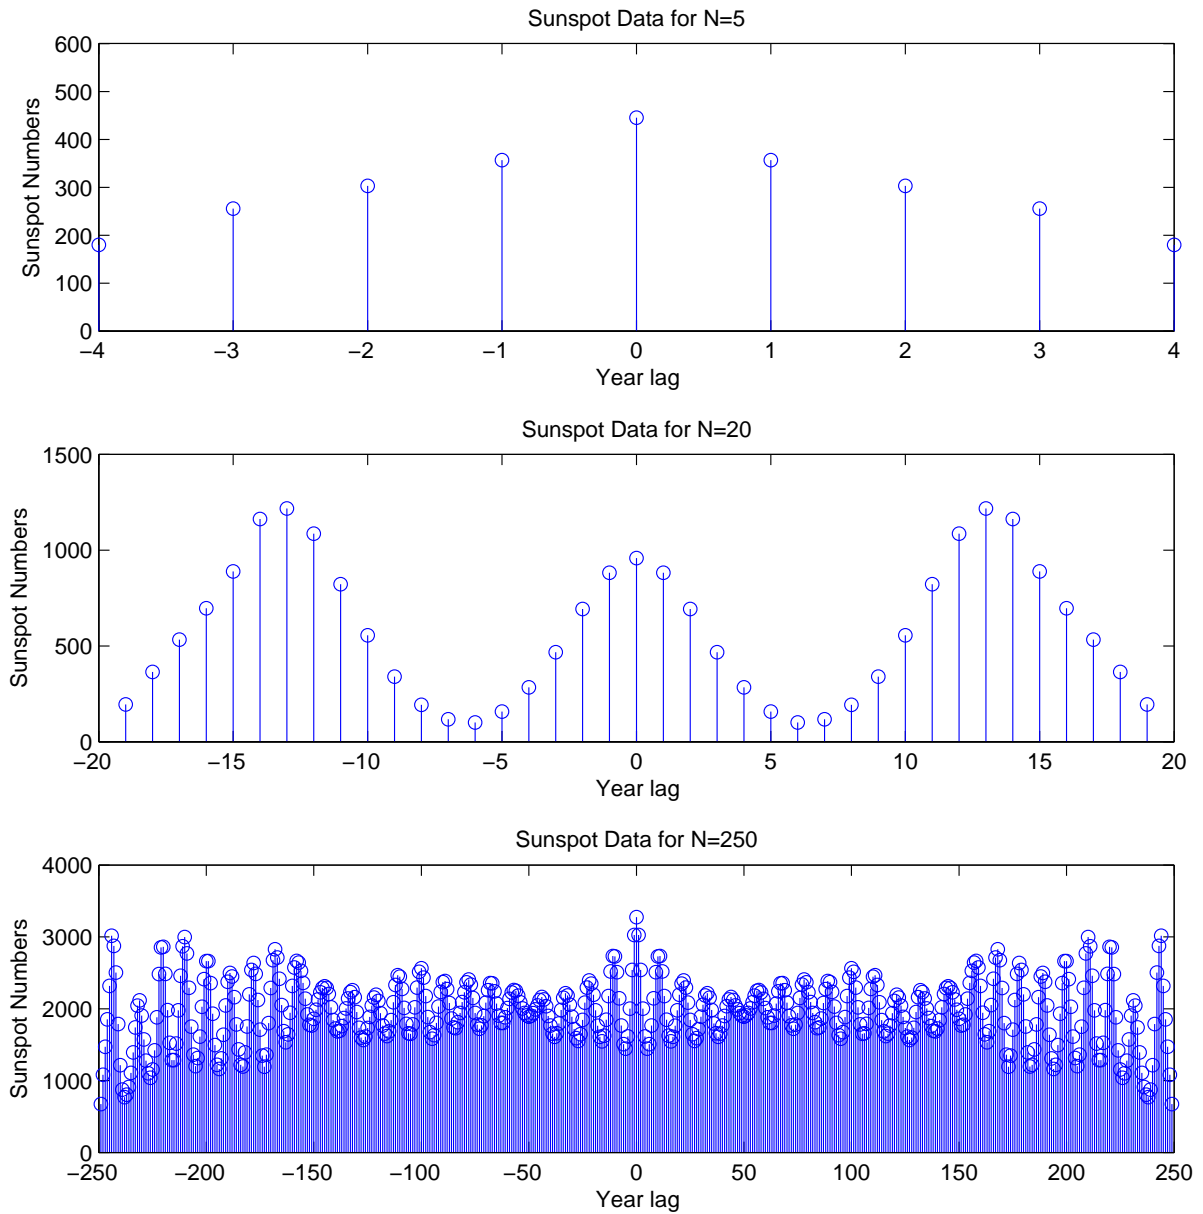 Sunspot Data for N=5
600
500
400
300
200
100
0
Sunspot Numbers
−4 −3 −2 −1 0 1 2 3 4
Year lag
Sunspot Data for N=20
1500
1000
500
0
Sunspot Numbers
−20 −15 −10 −5 0 5 10 15 20
Year lag
Sunspot Data for N=250
4000
3000
2000
1000
0
Sunspot Numbers
−250 −200 −150 −100 −50 0 50 100 150 200 250
Year lag